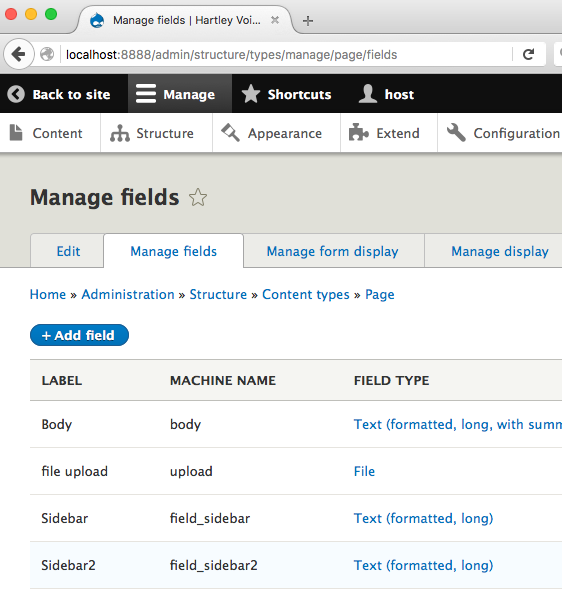 Manage fields | Hartley Voi...
localhost:8888/admin/structure/types/manage/page/fields
Back to site Manage Shortcuts host
Content Structure Appearance Extend Configuration
Manage fields
Edit Manage fields Manage form display Manage display
Home » Administration » Structure » Content types » Page
+ Add field
LABEL MACHINE NAME FIELD TYPE
Body body Text (formatted, long, with summ
file upload upload File
Sidebar field_sidebar Text (formatted, long)
Sidebar2 field_sidebar2 Text (formatted, long)